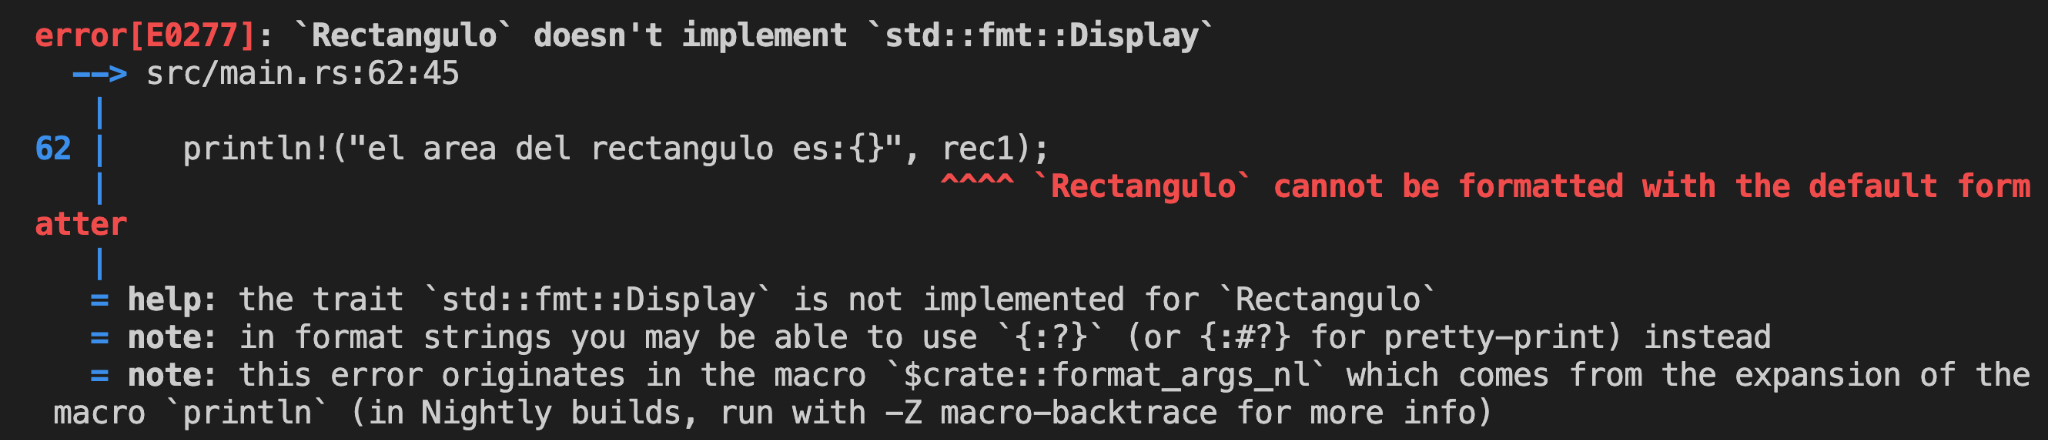 error[E0277]: `Rectangulo` doesn't implement `std::fmt::Display`
  --> src/main.rs:62:45
   |
62 |    println!("el area del rectangulo es:{}", rec1);
   |                                             ^^^^ `Rectangulo` cannot be formatted with the default form
atter
   |
   = help: the trait `std::fmt::Display` is not implemented for `Rectangulo`
   = note: in format strings you may be able to use `{:?}` (or {:#?} for pretty-print) instead
   = note: this error originates in the macro `$crate::format_args_nl` which comes from the expansion of the
 macro `println` (in Nightly builds, run with -Z macro-backtrace for more info)